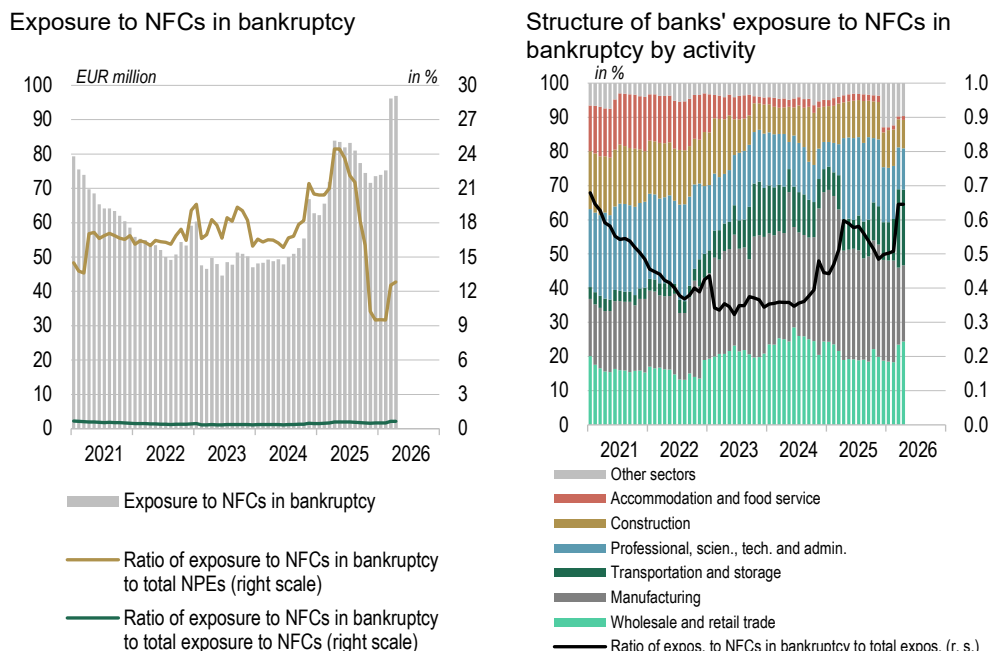 Exposure to NFCs in bankruptcy
EUR million
in %
100
90
80
70
60
50
40
30
20
10
0
30
27
24
21
18
15
12
9
6
3
0
2021 2022 2023 2024 2025 2026
Exposure to NFCs in bankruptcy
Ratio of exposure to NFCs in bankruptcy
to total NPEs (right scale)
Ratio of exposure to NFCs in bankruptcy
to total exposure to NFCs (right scale)
Structure of banks' exposure to NFCs in
bankruptcy by activity
in %
100
90
80
70
60
50
40
30
20
10
0
1.0
0.9
0.8
0.7
0.6
0.5
0.4
0.3
0.2
0.1
0.0
2021 2022 2023 2024 2025 2026
Other sectors
Accommodation and food service
Construction
Professional, scien., tech. and admin.
Transportation and storage
Manufacturing
Wholesale and retail trade
Ratio of expos. to NFCs in bankruptcy to total expos. (r. s.)